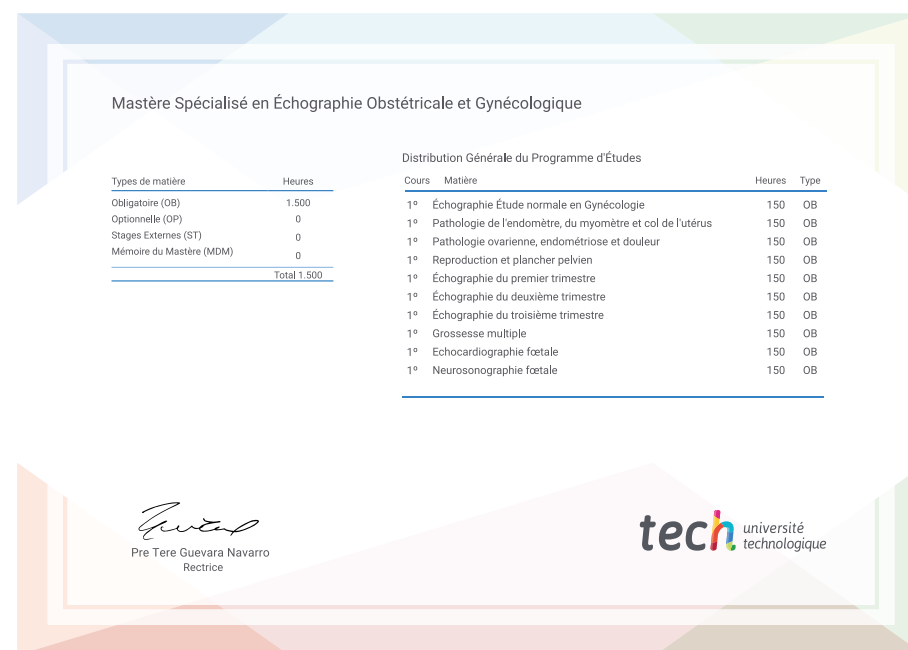 Mastère Spécialisé en Échographie Obstétricale et Gynécologique
Types de matière Heures
Obligatoire (OB) 1.500
Optionnelle (OP) 0
Stages Externes (ST) 0
Mémoire du Mastère (MDM) 0
Total 1.500
Distribution Générale du Programme d'Études
Cours Matière Heures Type
1º Échographie Étude normale en Gynécologie 150 OB
1º Pathologie de l'endomètre, du myomètre et col de l'utérus 150 OB
1º Pathologie ovarienne, endométriose et douleur 150 OB
1º Reproduction et plancher pelvien 150 OB
1º Échographie du premier trimestre 150 OB
1º Échographie du deuxième trimestre 150 OB
1º Échographie du troisième trimestre 150 OB
1º Grossesse multiple 150 OB
1º Echocardiographie fœtale 150 OB
1º Neurosonographie fœtale 150 OB
Pre Tere Guevara Navarro
Rectrice
tech université
technologique